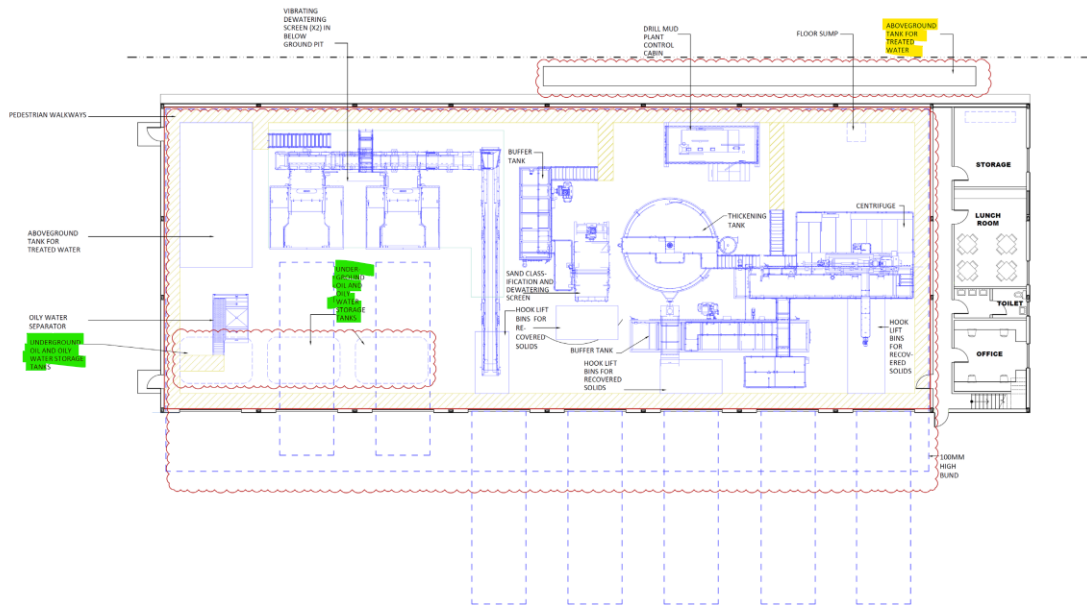 VIBRATING
DEWATERING
SCREEN (X2) IN
BELOW
GROUND PIT
DRILL MUD
PLANT
CONTROL
CABIN
FLOOR SUMP
ABOVEGROUND
TANK FOR
TREATED
WATER
PEDESTRIAN WALKWAYS
BUFFER
TANK
STORAGE
CENTRIFUGE
THICKENING
TANK
LUNCH
ROOM
ABOVEGROUND
TANK FOR
TREATED WATER
UNDER-
GROUND
OIL AND
OILY
WATER
STORAGE
TANKS
SAND CLASS-
IFICATION AND
DEWATERING
SCREEN
TOILET
OILY WATER
SEPARATOR
HOOK LIFT
BINS FOR
RE-
COVERED
SOLIDS
UNDERGROUND
OIL AND OILY
WATER STORAGE
TANKS
BUFFER TANK
HOOK LIFT
BINS FOR RECOVERED
SOLIDS
HOOK
LIFT
BINS
FOR
RECOV-
ERED
SOLIDS
OFFICE
100MM
HIGH
BUND